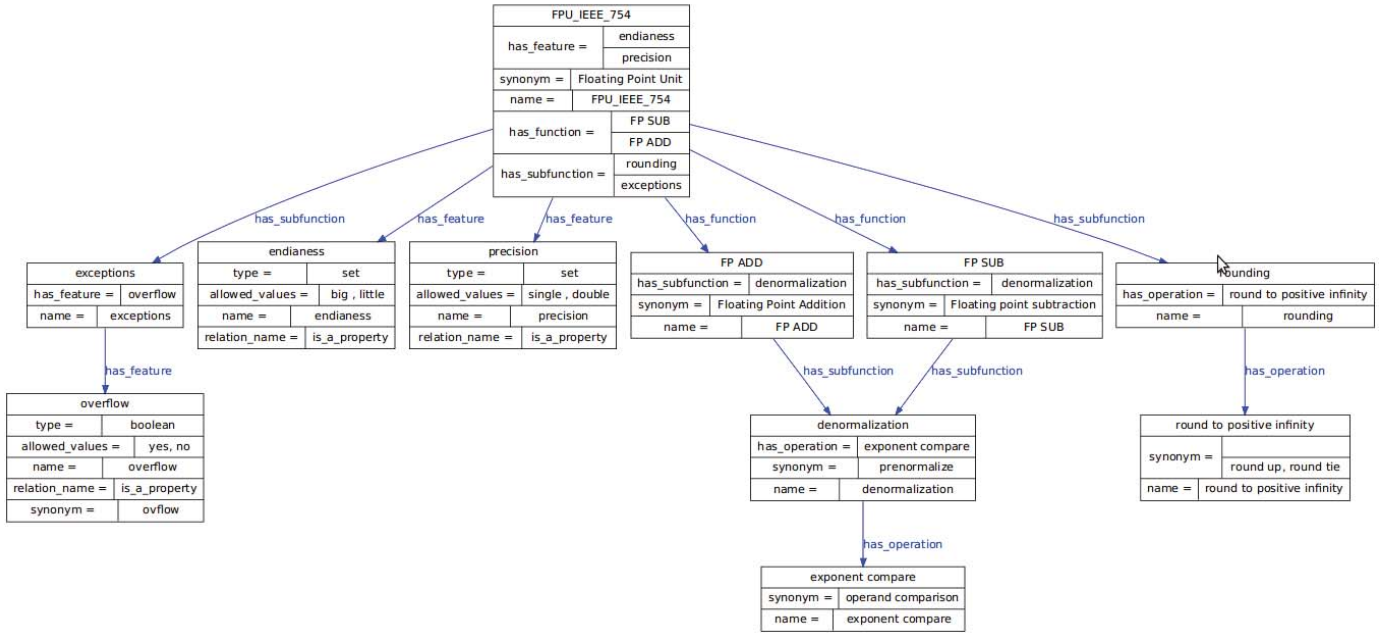 FPU_IEEE_754
has_feature =
endianess
precision
synonym = Floating Point Unit
name = FPU_IEEE_754
has_function =
FP SUB
FP ADD
has_subfunction =
rounding
exceptions
has_subfunction
has_feature
has_feature
has_function
has_function
has_subfunction
exceptions
has_feature = overflow
name = exceptions
endianess
type = set
allowed_values = big , little
name = endianess
relation_name = is_a_property
precision
type = set
allowed_values = single , double
name = precision
relation_name = is_a_property
FP ADD
has_subfunction = denormalization
synonym = Floating Point Addition
name = FP ADD
FP SUB
has_subfunction = denormalization
synonym = Floating point subtraction
name = FP SUB
rounding
has_operation = round to positive infinity
name = rounding
has_feature
has_subfunction
has_subfunction
has_operation
overflow
type = boolean
allowed_values = yes, no
name = overflow
relation_name = is_a_property
synonym = ovflow
denormalization
has_operation = exponent compare
synonym = prenormalize
name = denormalization
round to positive infinity
synonym =
round up, round tie
name = round to positive infinity
has_operation
exponent compare
synonym = operand comparison
name = exponent compare